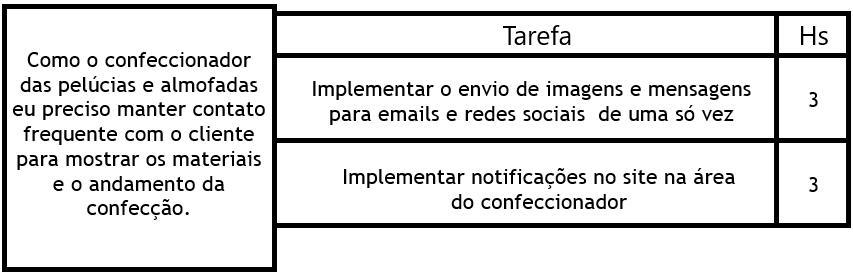 Como o confeccionador
das pelúcias e almofadas
eu preciso manter contato
frequente com o cliente
para mostrar os materiais
e o andamento da
confecção.
Tarefa Hs
Implementar o envio de imagens e mensagens
para emails e redes sociais de uma só vez
3
Implementar notificações no site na área
do confeccionador
3